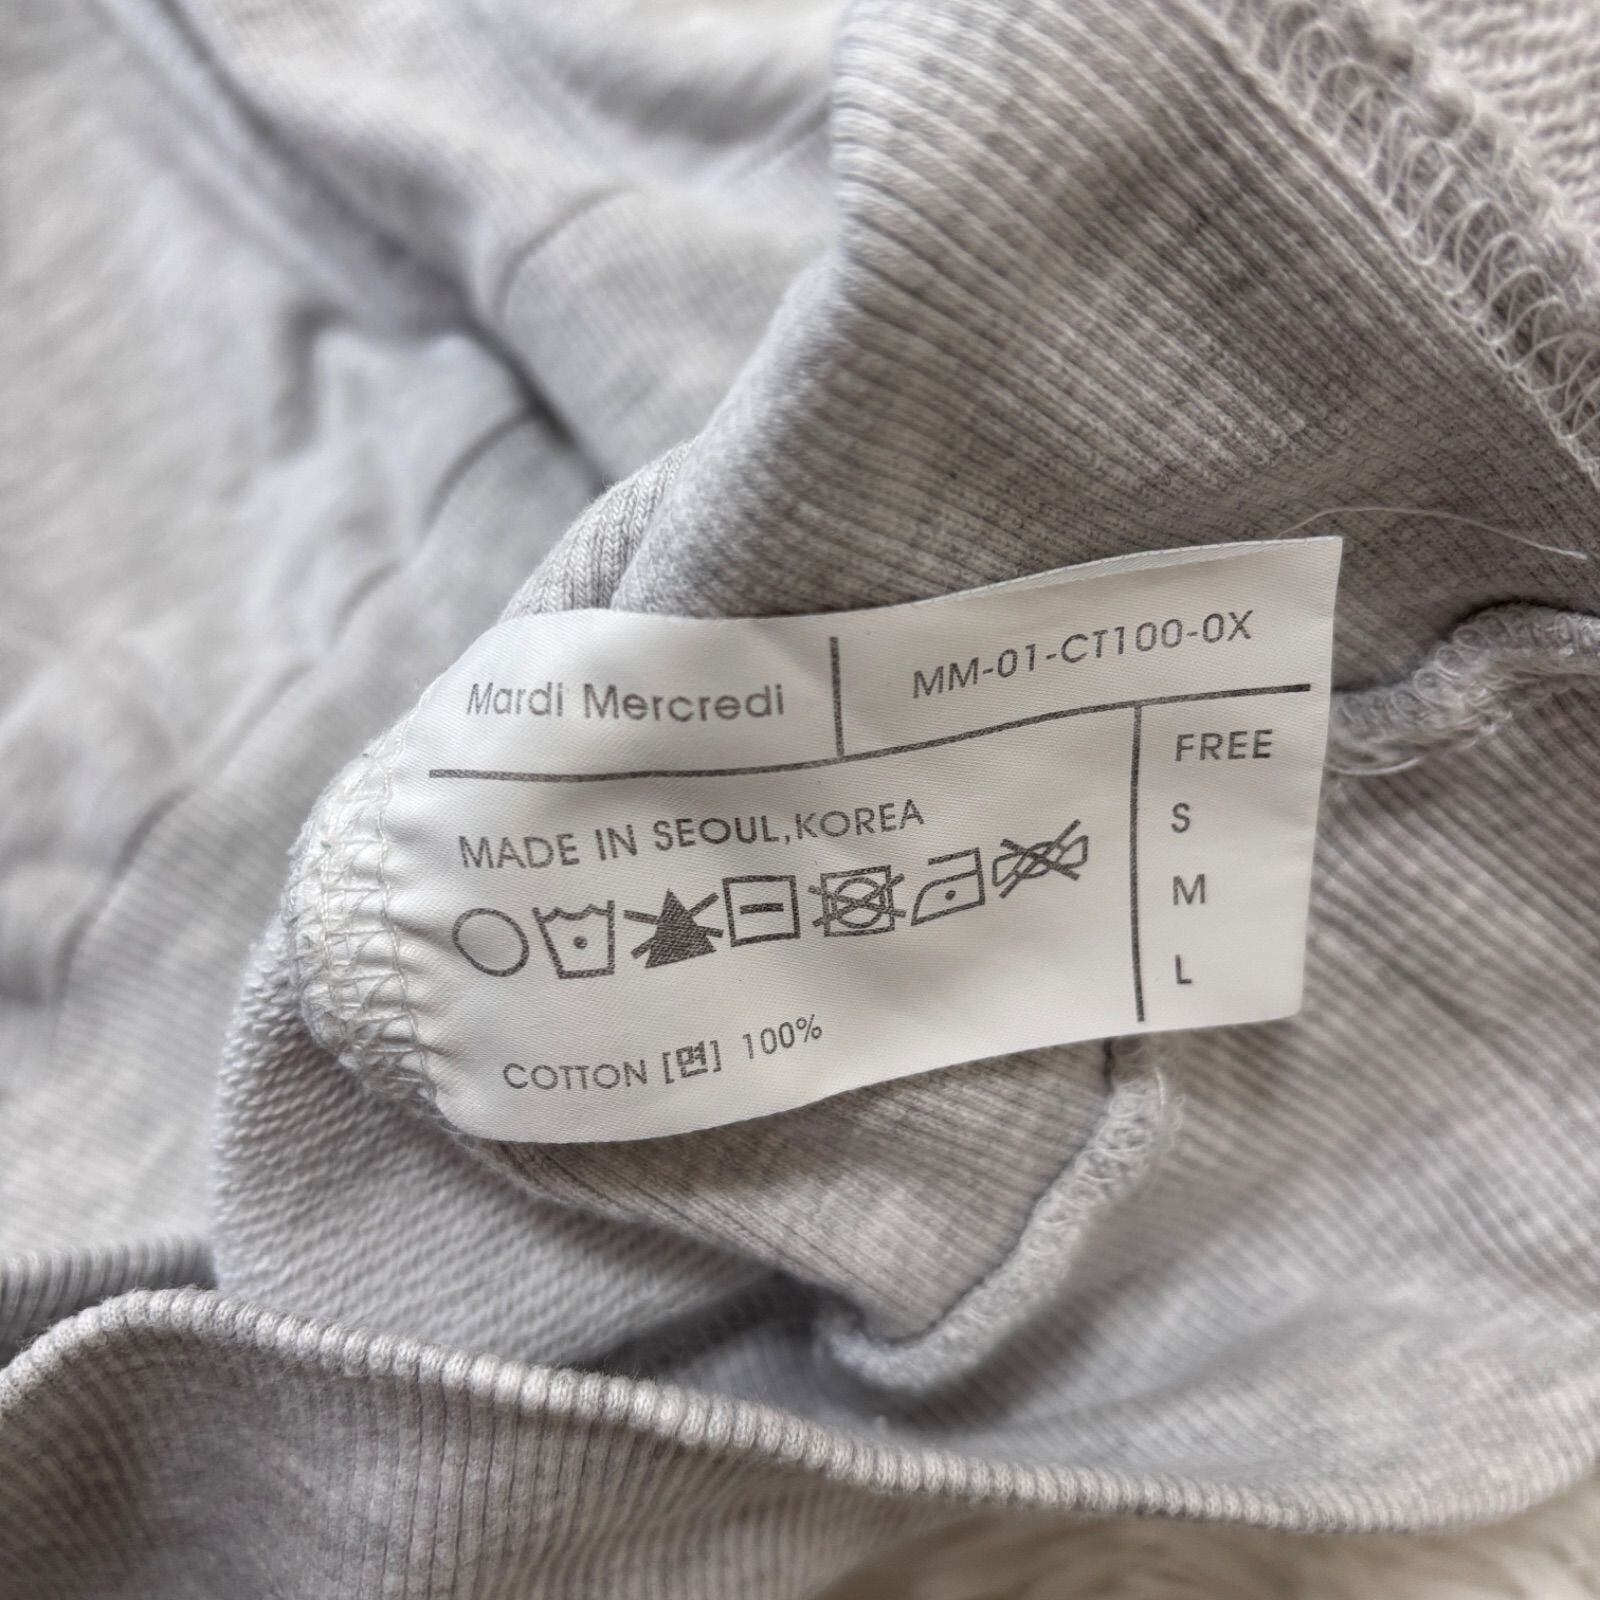 Mardi Mercredi
MM-01-CT100-0X
MADE IN SEOUL,KOREA
COTTON [면] 100%
FREE
S
M
L